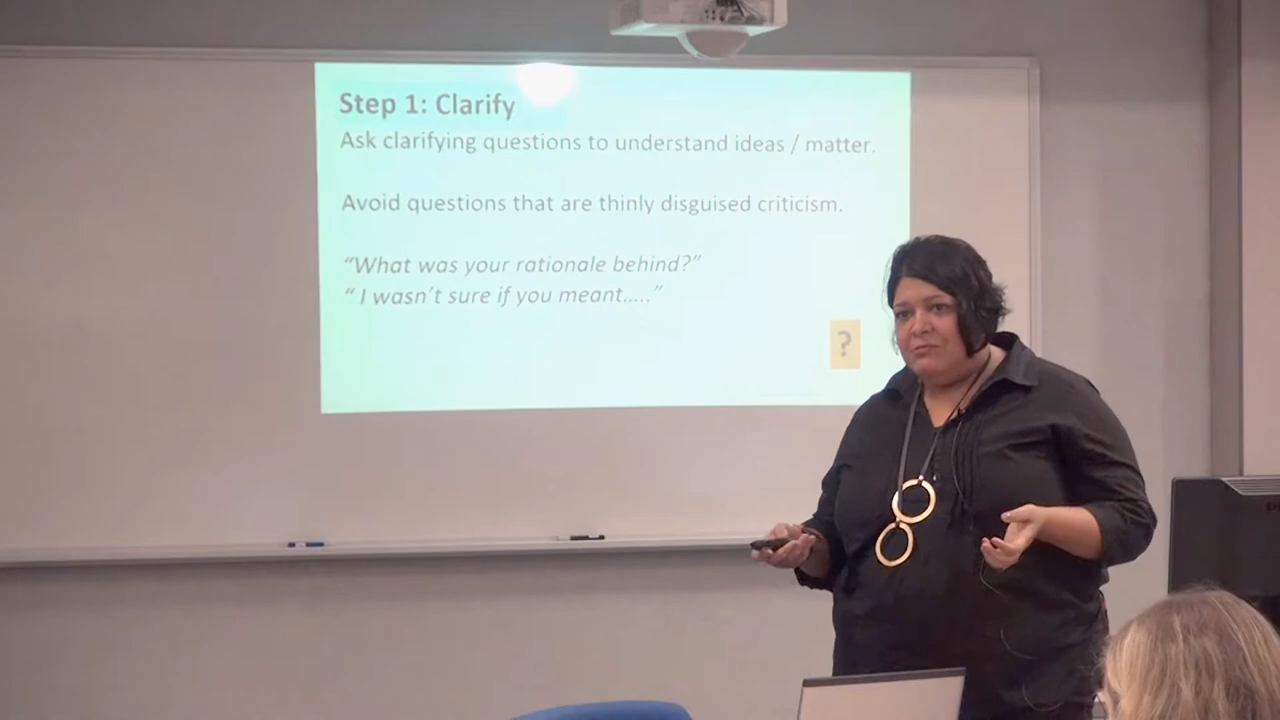 Step 1: Clarify
Ask clarifying questions to understand ideas / matter.
Avoid questions that are thinly disguised criticism.
“What was your rationale behind?”
“ I wasn’t sure if you meant.....”
?